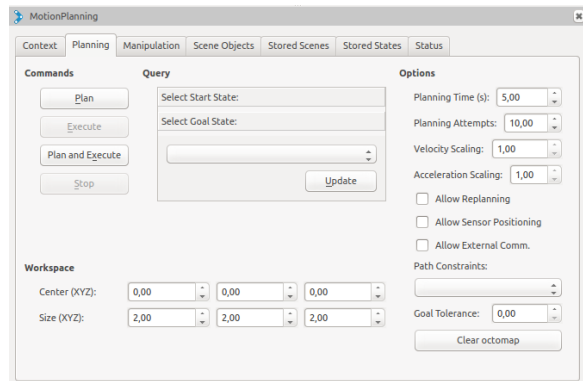 MotionPlanning
Context Planning Manipulation Scene Objects Stored Scenes Stored States Status
Commands
Plan
Execute
Plan and Execute
Stop
Query
Select Start State:
Select Goal State:
Update
Options
Planning Time (s): 5,00
Planning Attempts: 10,00
Velocity Scaling: 1,00
Acceleration Scaling: 1,00
Allow Replanning
Allow Sensor Positioning
Allow External Comm.
Path Constraints:
Goal Tolerance: 0,00
Clear octomap
Workspace
Center (XYZ): 0,00 0,00 0,00
Size (XYZ): 2,00 2,00 2,00